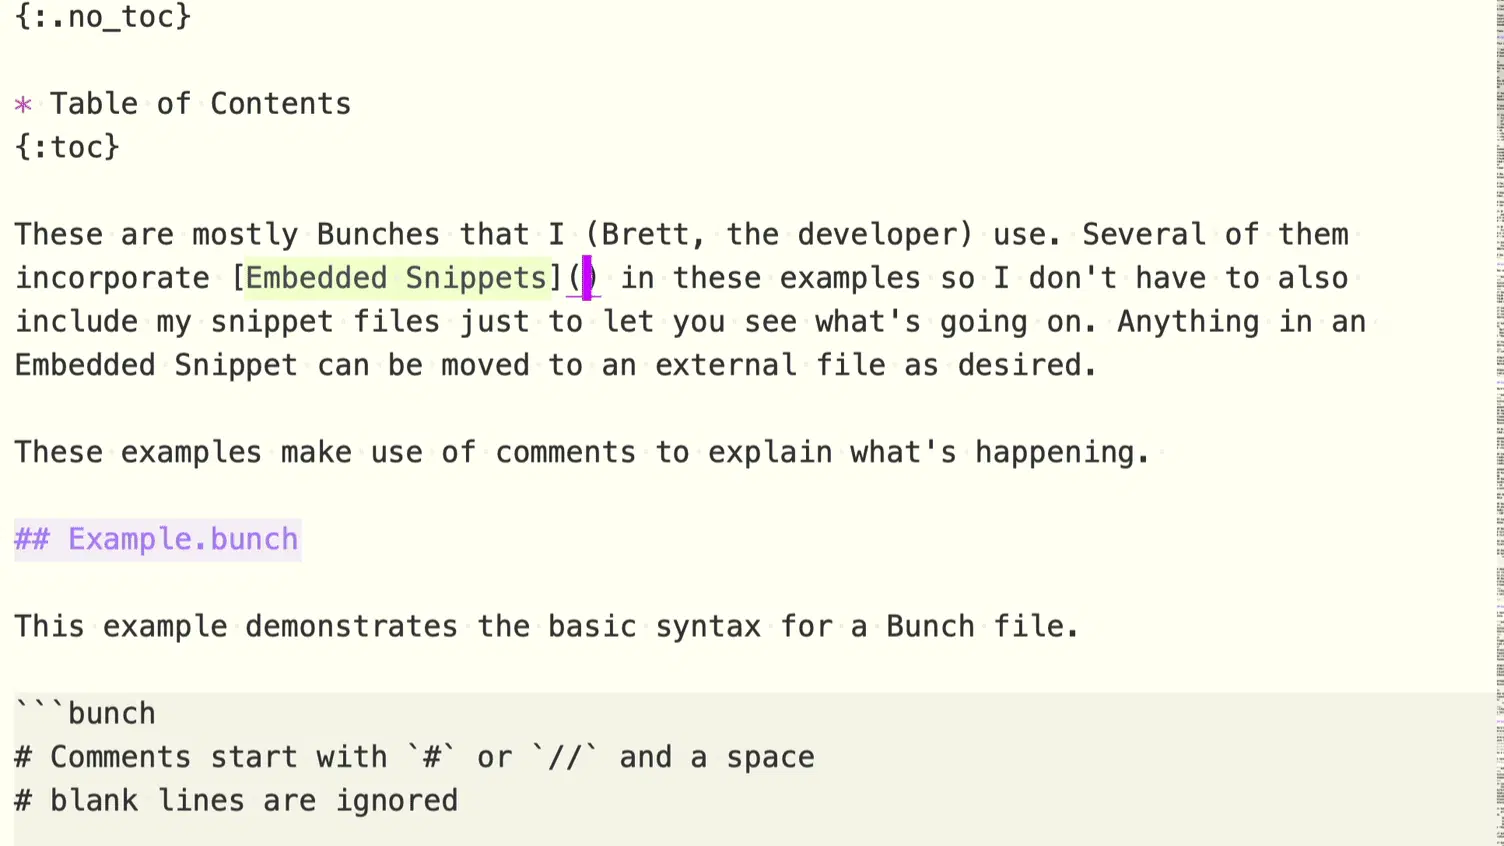 {:.no_toc}
* Table of Contents
{:toc}
These are mostly Bunches that I (Brett, the developer) use. Several of them
incorporate [Embedded Snippets]() in these examples so I don't have to also
include my snippet files just to let you see what's going on. Anything in an
Embedded Snippet can be moved to an external file as desired.
These examples make use of comments to explain what's happening.
## Example.bunch
This example demonstrates the basic syntax for a Bunch file.
```bunch
# Comments start with `#` or `//` and a space
# blank lines are ignored